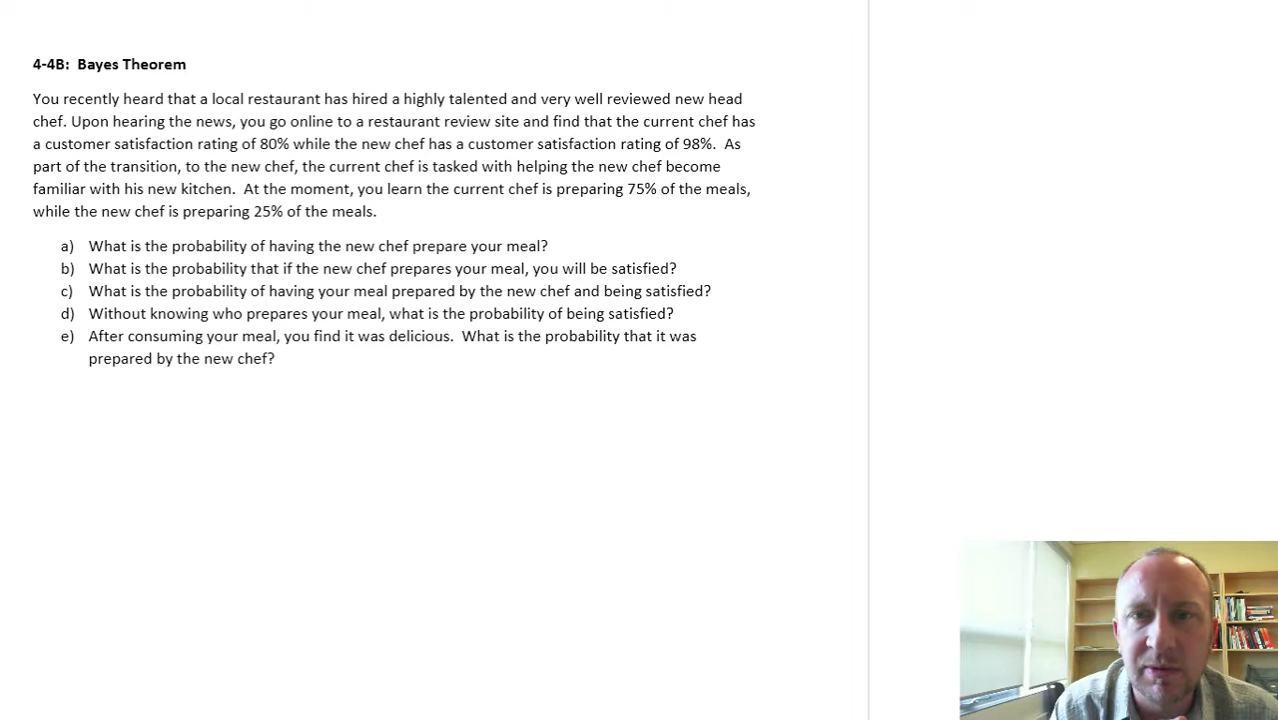 4-4B: Bayes Theorem
You recently heard that a local restaurant has hired a highly talented and very well reviewed new head
chef. Upon hearing the news, you go online to a restaurant review site and find that the current chef has
a customer satisfaction rating of 80% while the new chef has a customer satisfaction rating of 98%. As
part of the transition, to the new chef, the current chef is tasked with helping the new chef become
familiar with his new kitchen. At the moment, you learn the current chef is preparing 75% of the meals,
while the new chef is preparing 25% of the meals.
a) What is the probability of having the new chef prepare your meal?
b) What is the probability that if the new chef prepares your meal, you will be satisfied?
c) What is the probability of having your meal prepared by the new chef and being satisfied?
d) Without knowing who prepares your meal, what is the probability of being satisfied?
e) After consuming your meal, you find it was delicious. What is the probability that it was
prepared by the new chef?